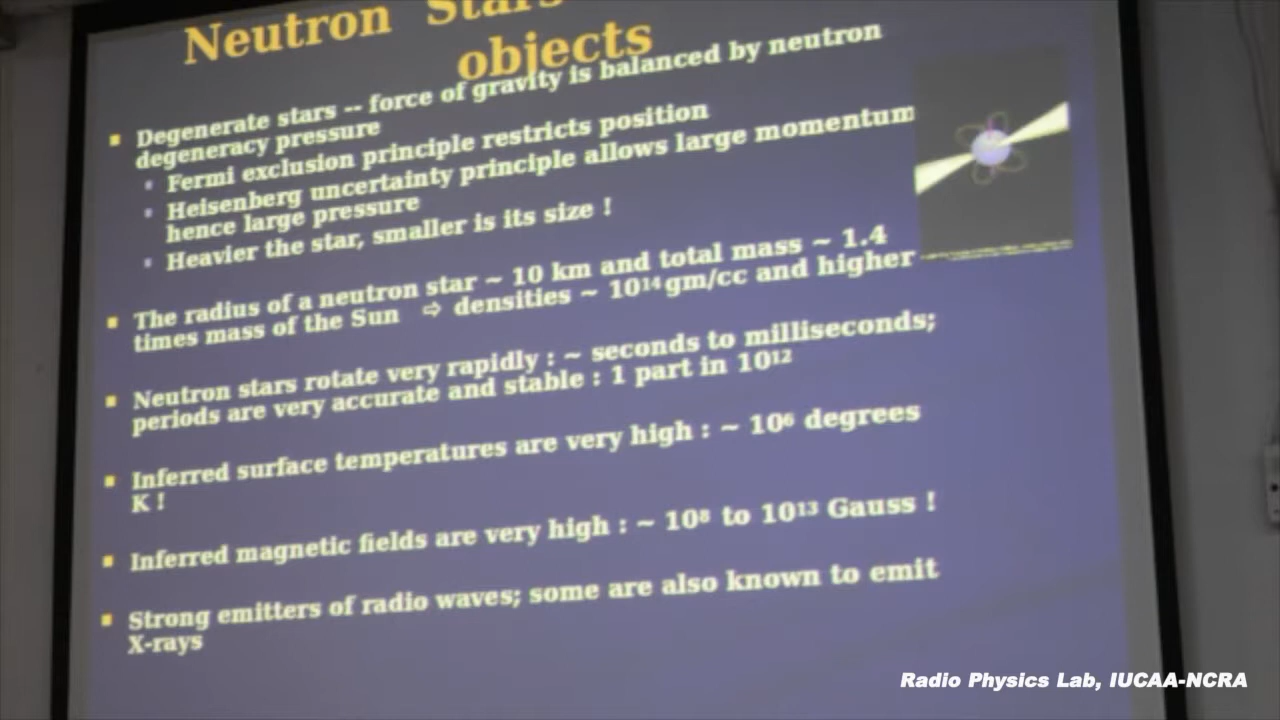 Neutron Stars
objects
▪ Degenerate stars -- force of gravity is balanced by neutron
degeneracy pressure
▪ Fermi exclusion principle restricts position
▪ Heisenberg uncertainty principle allows large momentum
hence large pressure
▪ Heavier the star, smaller is its size !
▪ The radius of a neutron star ~ 10 km and total mass ~ 1.4
times mass of the Sun ⇨ densities ~ 10¹⁴ gm/cc and higher
▪ Neutron stars rotate very rapidly : ~ seconds to milliseconds;
periods are very accurate and stable : 1 part in 10¹²
▪ Inferred surface temperatures are very high : ~ 10⁶ degrees
K !
▪ Inferred magnetic fields are very high : ~ 10⁸ to 10¹³ Gauss !
▪ Strong emitters of radio waves; some are also known to emit
X-rays
Radio Physics Lab, IUCAA-NCRA